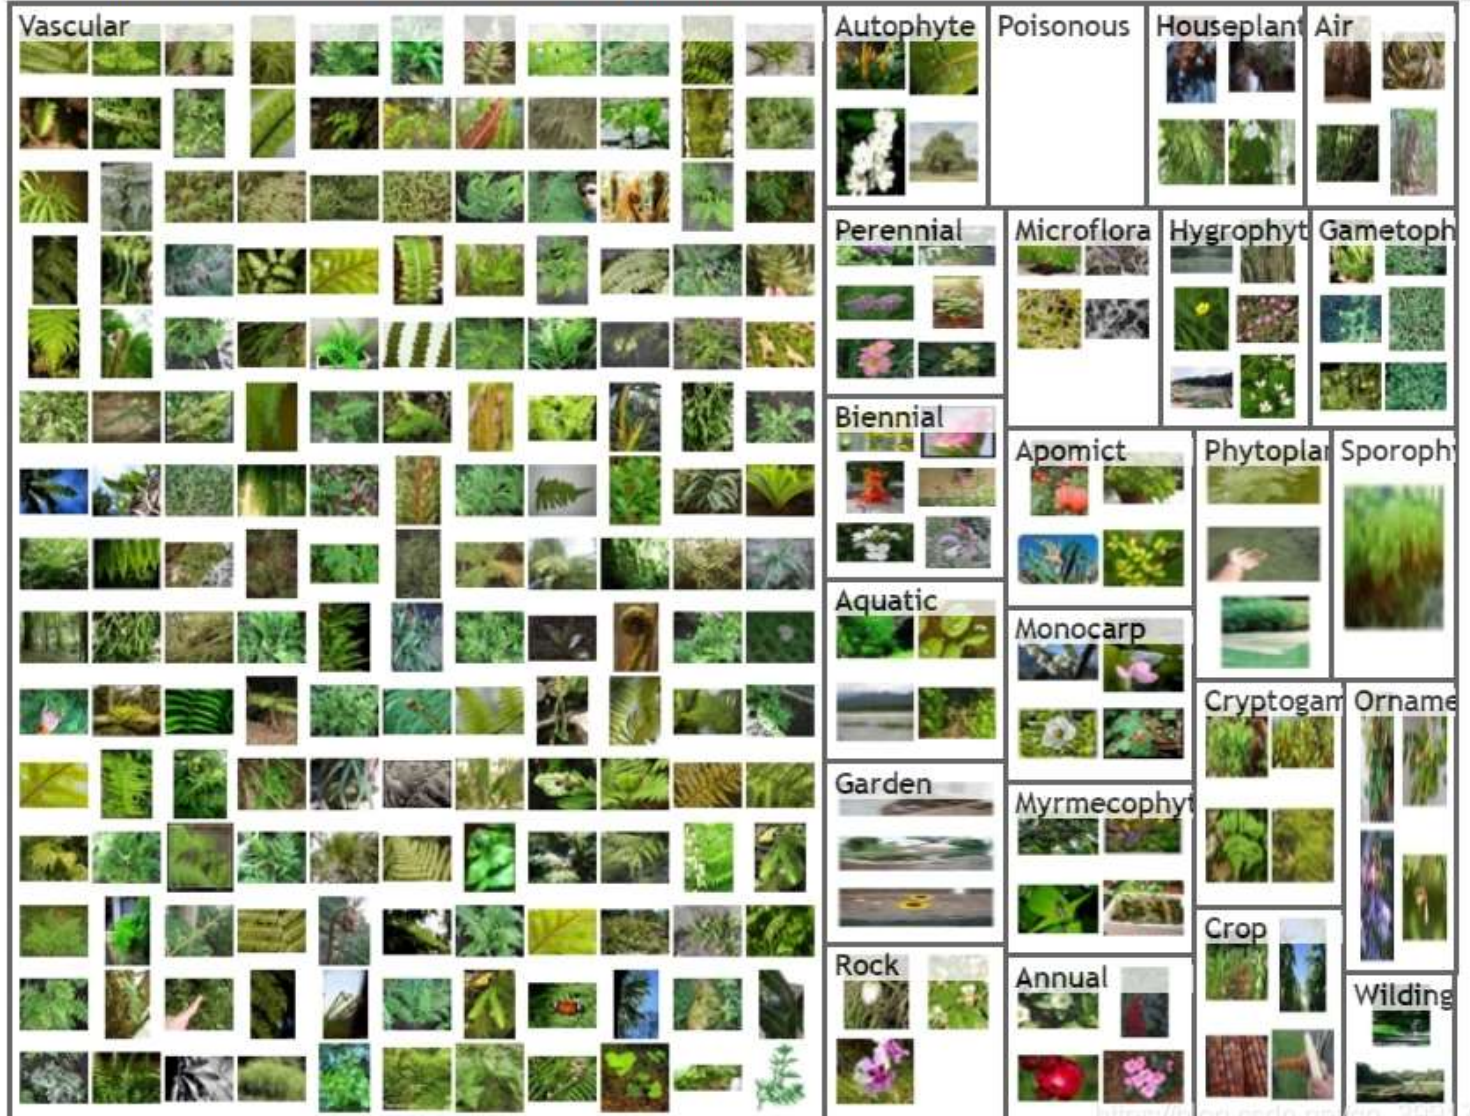 Vascular
Autophyte
Poisonous
Houseplant
Air
Perennial
Microflora
Hygrophyt
Gametoph
Biennial
Apomict
Phytoplan
Sporophy
Aquatic
Monocarp
Cryptogam
Orname
Garden
Myrmecophyt
Rock
Annual
Crop
Wilding